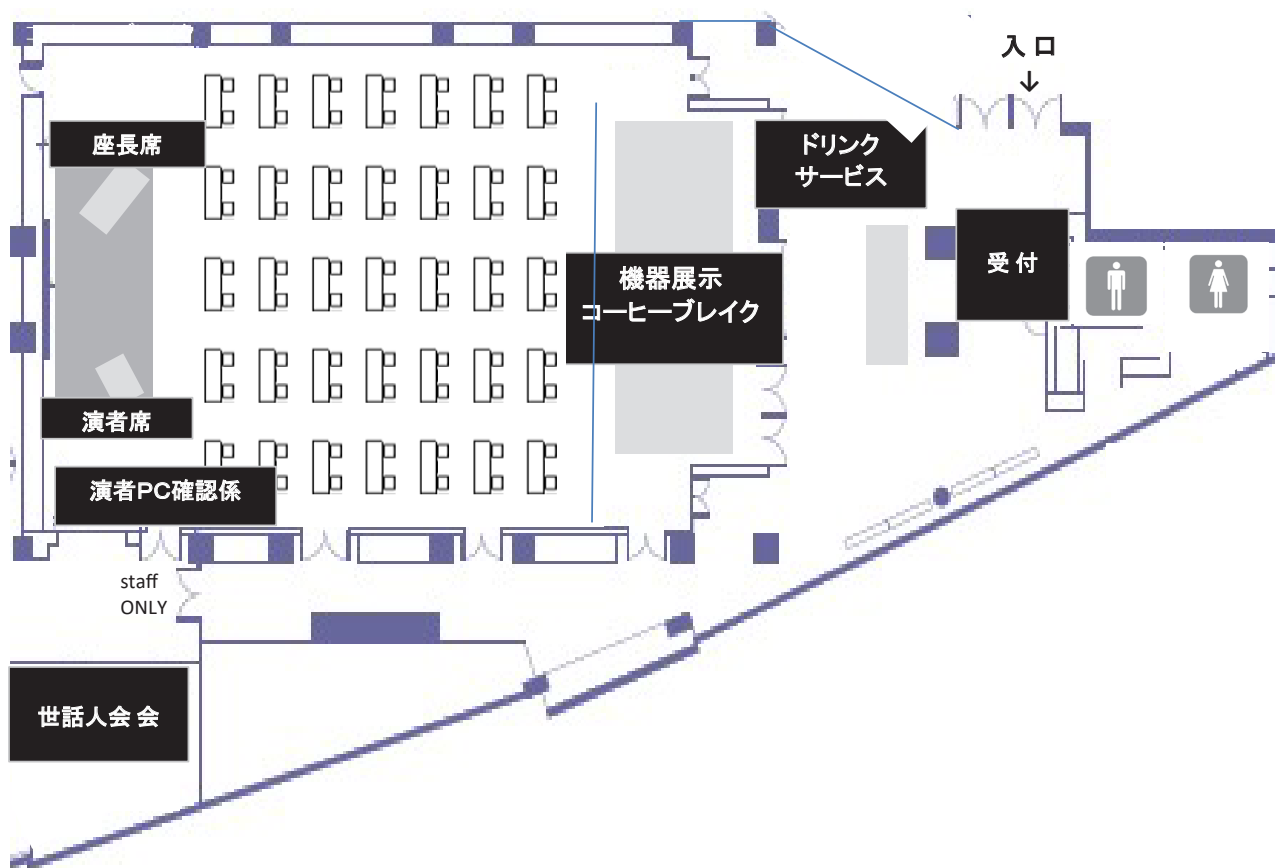 入 口
↓
座長席
ドリンク
サービス
受 付
機器展示
コーヒーブレイク
演者席
演者PC確認係
staff
ONLY
世話人会 会